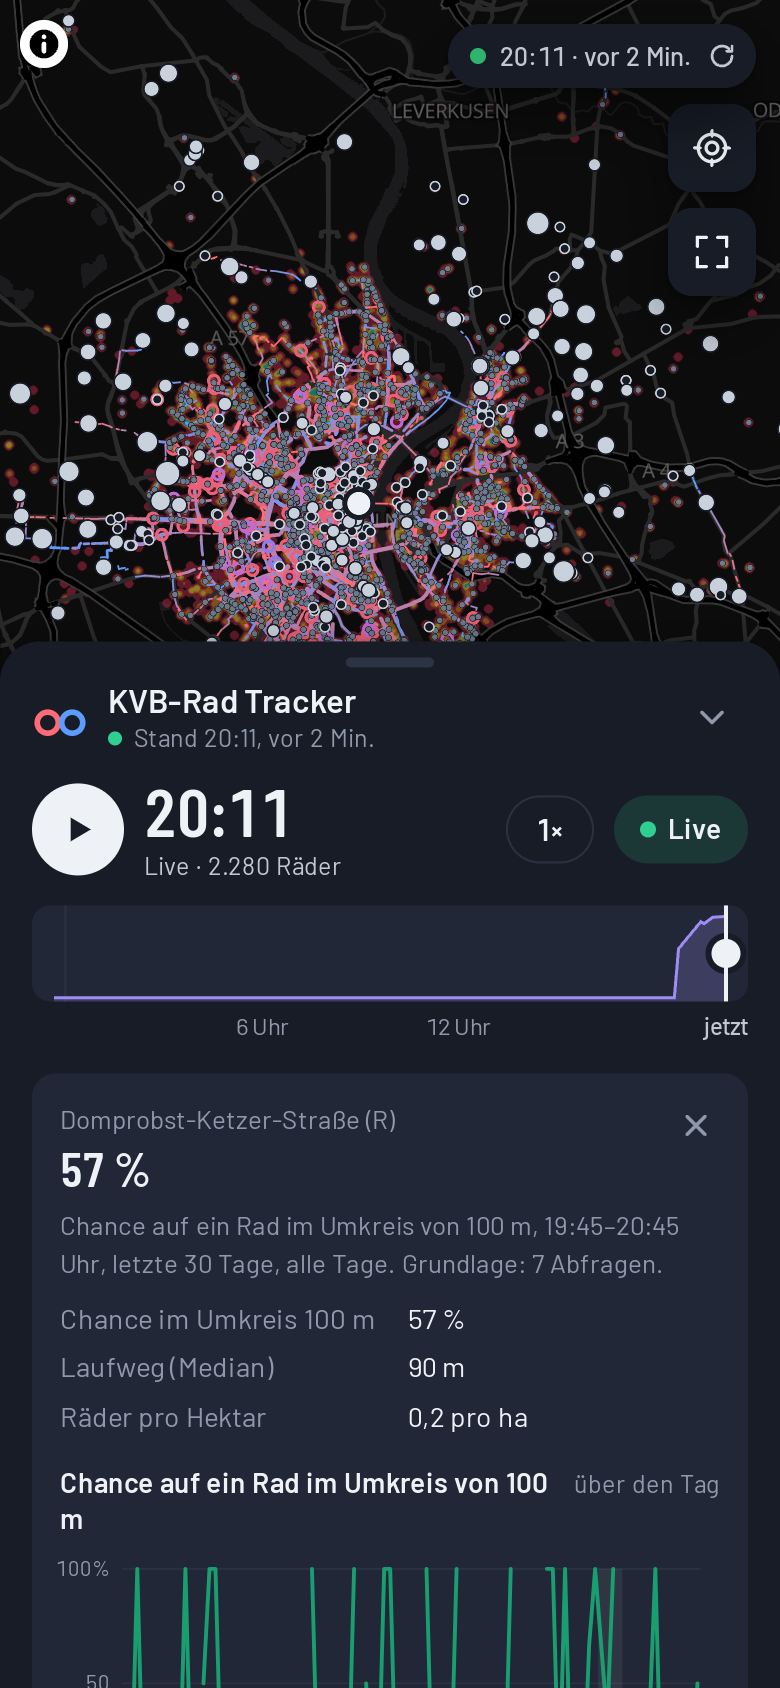 20:11 · vor 2 Min.
LEVERKUSEN
OD
A 57
A 3
A 4
KVB-Rad Tracker
Stand 20:11, vor 2 Min.
20:11
Live · 2.280 Räder
1×
Live
6 Uhr
12 Uhr
jetzt
Domprobst-Ketzer-Straße (R)
57 %
Chance auf ein Rad im Umkreis von 100 m, 19:45–20:45
Uhr, letzte 30 Tage, alle Tage. Grundlage: 7 Abfragen.
Chance im Umkreis 100 m 57 %
Laufweg (Median) 90 m
Räder pro Hektar 0,2 pro ha
Chance auf ein Rad im Umkreis von 100 über den Tag
m
100%
50